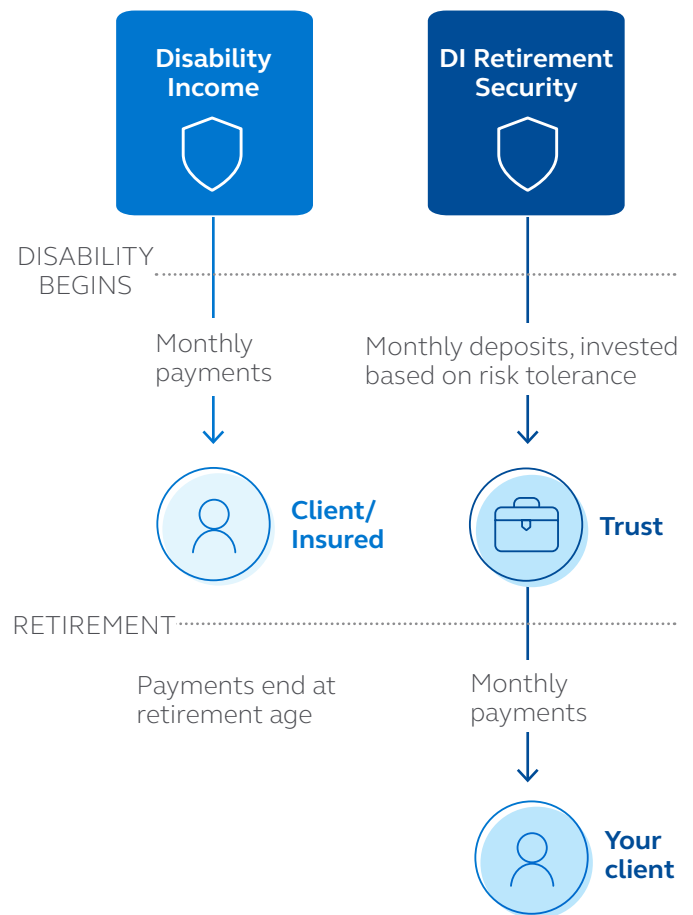 Disability
Income
DI Retirement
Security
DISABILITY
BEGINS
Monthly
payments
Monthly deposits, invested
based on risk tolerance
Client/
Insured
Trust
RETIREMENT
Payments end at
retirement age
Monthly
payments
Your
client